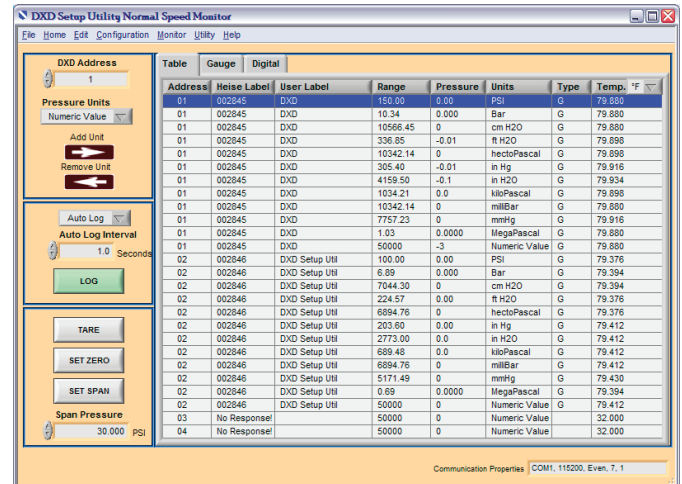 DXD Setup Utility Normal Speed Monitor
File Home Edit Configuration Monitor Utility Help
DXD Address
1
Pressure Units
Numeric Value
Add Unit
Remove Unit
Auto Log
Auto Log Interval
1.0 Seconds
LOG
TARE
SET ZERO
SET SPAN
Span Pressure
30.000 PSI
Table Gauge Digital
Address Heise Label User Label Range Pressure Units Type Temp. °F
01 002845 DXD 150.00 0.00 PSI G 79.880
01 002845 DXD 10.34 0.000 Bar G 79.880
01 002845 DXD 10566.45 0 cm H2O G 79.880
01 002845 DXD 336.85 -0.01 ft H2O G 79.898
01 002845 DXD 10342.14 0 hectoPascal G 79.898
01 002845 DXD 305.40 -0.01 in Hg G 79.916
01 002845 DXD 4159.50 -0.1 in H2O G 79.934
01 002845 DXD 1034.21 0.0 kiloPascal G 79.898
01 002845 DXD 10342.14 0 milliBar G 79.880
01 002845 DXD 7757.23 0 mmHg G 79.916
01 002845 DXD 1.03 0.0000 MegaPascal G 79.880
01 002845 DXD 50000 -3 Numeric Value G 79.880
02 002846 DXD Setup Util 100.00 0.00 PSI G 79.376
02 002846 DXD Setup Util 6.89 0.000 Bar G 79.394
02 002846 DXD Setup Util 7044.30 0 cm H2O G 79.394
02 002846 DXD Setup Util 224.57 0.00 ft H2O G 79.376
02 002846 DXD Setup Util 6894.76 0 hectoPascal G 79.376
02 002846 DXD Setup Util 203.60 0.00 in Hg G 79.412
02 002846 DXD Setup Util 2773.00 0.0 in H2O G 79.412
02 002846 DXD Setup Util 689.48 0.0 kiloPascal G 79.412
02 002846 DXD Setup Util 6894.76 0 milliBar G 79.412
02 002846 DXD Setup Util 5171.49 0 mmHg G 79.430
02 002846 DXD Setup Util 0.69 0.0000 MegaPascal G 79.394
02 002846 DXD Setup Util 50000 0 Numeric Value G 79.412
03 No Response! 50000 0 Numeric Value 32.000
04 No Response! 50000 0 Numeric Value 32.000
Communication Properties COM1, 115200, Even, 7, 1